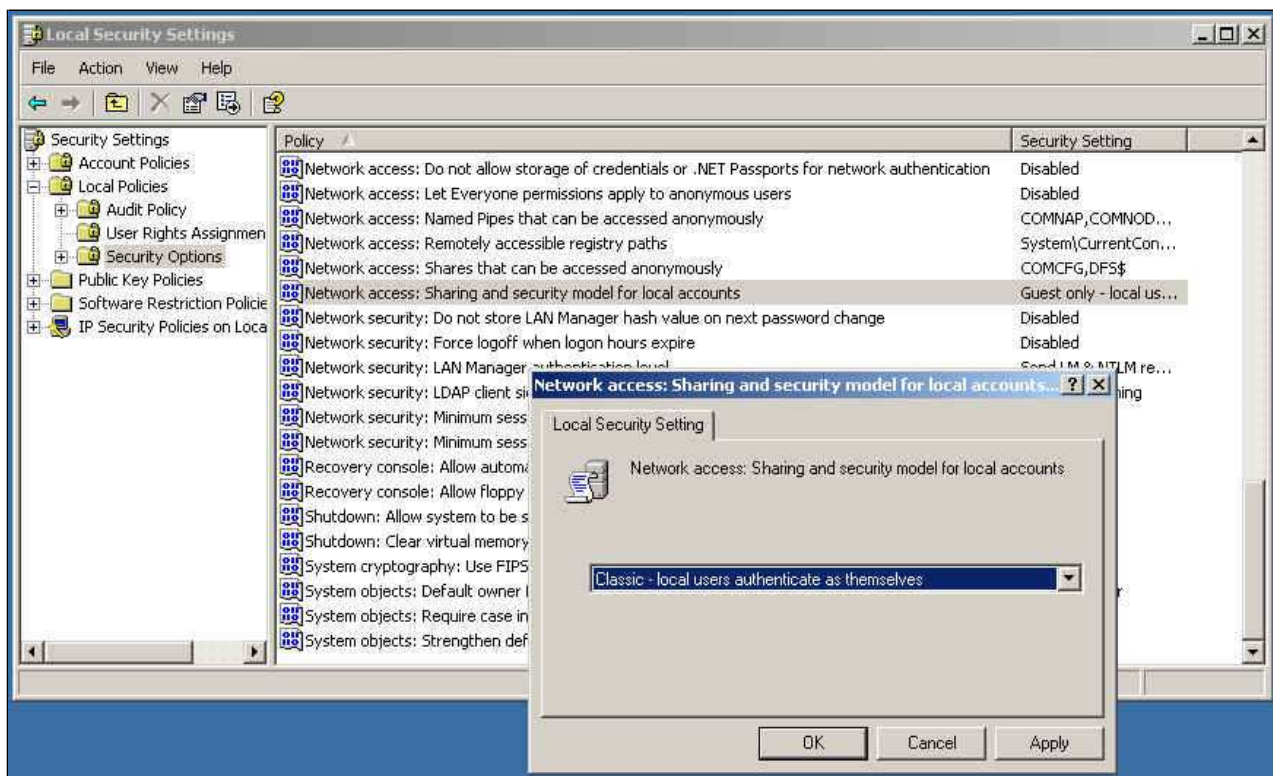 Local Security Settings
File Action View Help
Security Settings
Account Policies
Local Policies
Audit Policy
User Rights Assignmen
Security Options
Public Key Policies
Software Restriction Policie
IP Security Policies on Loca
Policy Security Setting
Network access: Do not allow storage of credentials or .NET Passports for network authentication Disabled
Network access: Let Everyone permissions apply to anonymous users Disabled
Network access: Named Pipes that can be accessed anonymously COMNAP,COMNOD...
Network access: Remotely accessible registry paths System\CurrentCon...
Network access: Shares that can be accessed anonymously COMCFG,DFS$
Network access: Sharing and security model for local accounts Guest only - local us...
Network security: Do not store LAN Manager hash value on next password change Disabled
Network security: Force logoff when logon hours expire Disabled
Network security: LAN Manager authentication level Send LM & NTLM re...
Network security: LDAP client si ning
Network security: Minimum sess
Network security: Minimum sess
Recovery console: Allow automa
Recovery console: Allow floppy
Shutdown: Allow system to be s
Shutdown: Clear virtual memory
System cryptography: Use FIPS
System objects: Default owner r
System objects: Require case in
System objects: Strengthen def
Network access: Sharing and security model for local accounts...
Local Security Setting
Network access: Sharing and security model for local accounts
Classic - local users authenticate as themselves
OK Cancel Apply